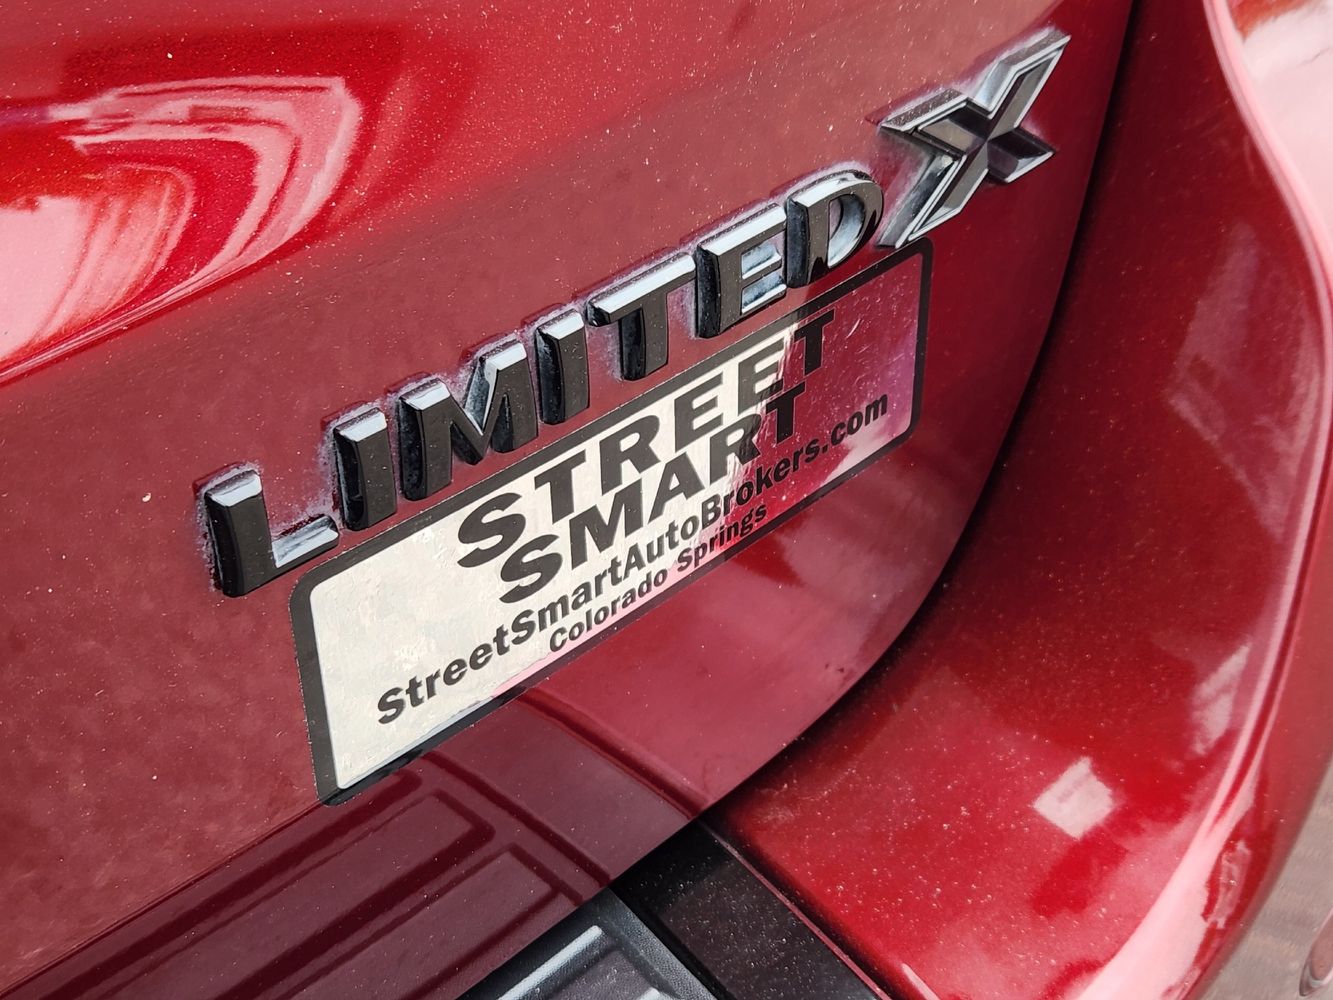 LIMITED X
STREET
SMART
StreetSmartAutoBrokers.com
Colorado Springs